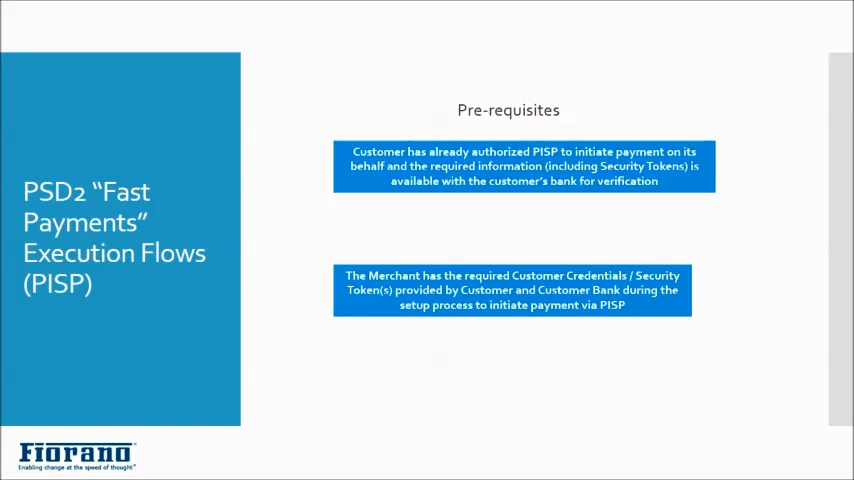 PSD2 “Fast
Payments”
Execution Flows
(PISP)
Pre-requisites
Customer has already authorized PISP to initiate payment on its
behalf and the required information (including Security Tokens) is
available with the customer’s bank for verification
The Merchant has the required Customer Credentials / Security
Token(s) provided by Customer and Customer Bank during the
setup process to initiate payment via PISP
Fiorano
Enabling change at the speed of thought